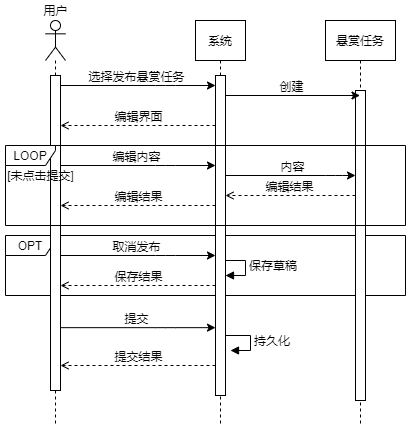 用户
系统
悬赏任务
选择发布悬赏任务
创建
编辑界面
LOOP
编辑内容
[未点击提交]
内容
编辑结果
编辑结果
OPT
取消发布
保存草稿
保存结果
提交
持久化
提交结果